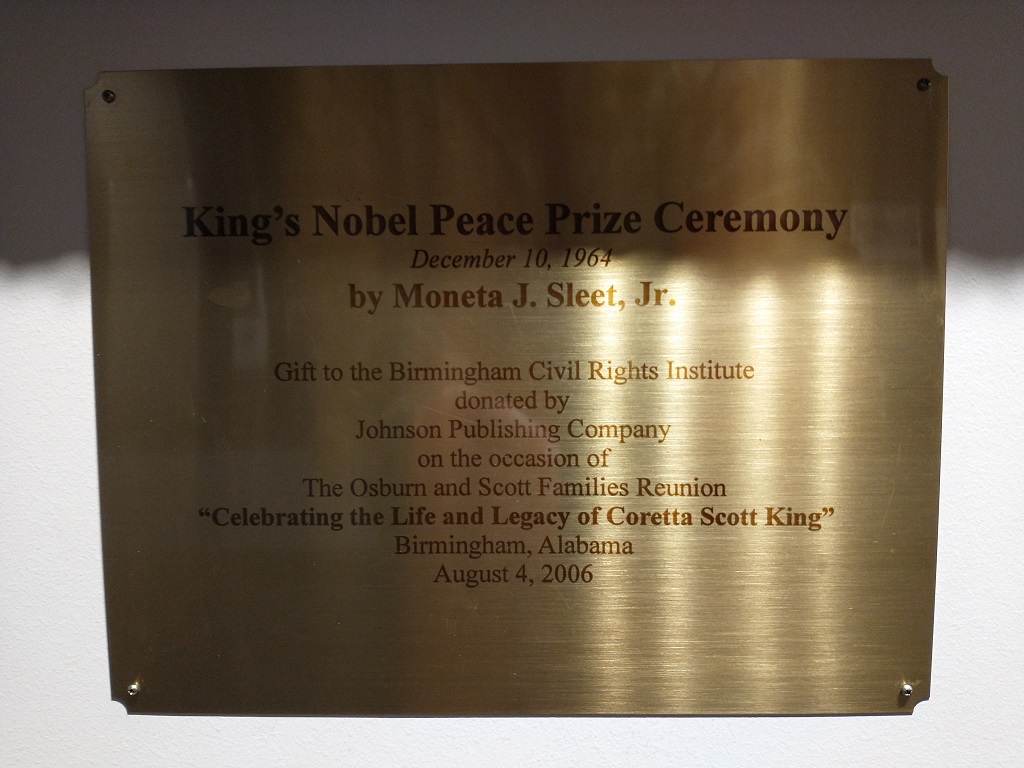 King's Nobel Peace Prize Ceremony
December 10, 1964
by Moneta J. Sleet, Jr.
Gift to the Birmingham Civil Rights Institute
donated by
Johnson Publishing Company
on the occasion of
The Osburn and Scott Families Reunion
“Celebrating the Life and Legacy of Coretta Scott King”
Birmingham, Alabama
August 4, 2006